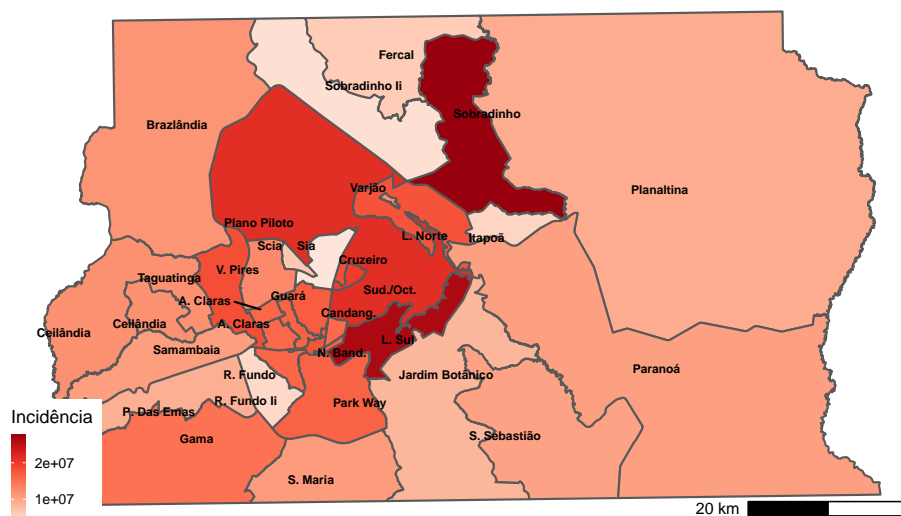 Fercal
Sobradinho Ii
Sobradinho
Brazlândia
Varjão
Planaltina
Plano Piloto
L. Norte
Itapoã
Scia
Sia
Cruzeiro
V. Pires
Taguatinga
Sud./Oct.
A. Claras
Guará
Candang.
Ceilândia
Ceilândia
A. Claras
L. Sul
Samambaia
N. Band.
R. Fundo
Jardim Botânico
Paranoá
R. Fundo Ii
Park Way
P. Das Emas
Incidência
Gama
S. Sebastião
2e+07
S. Maria
1e+07
20 km